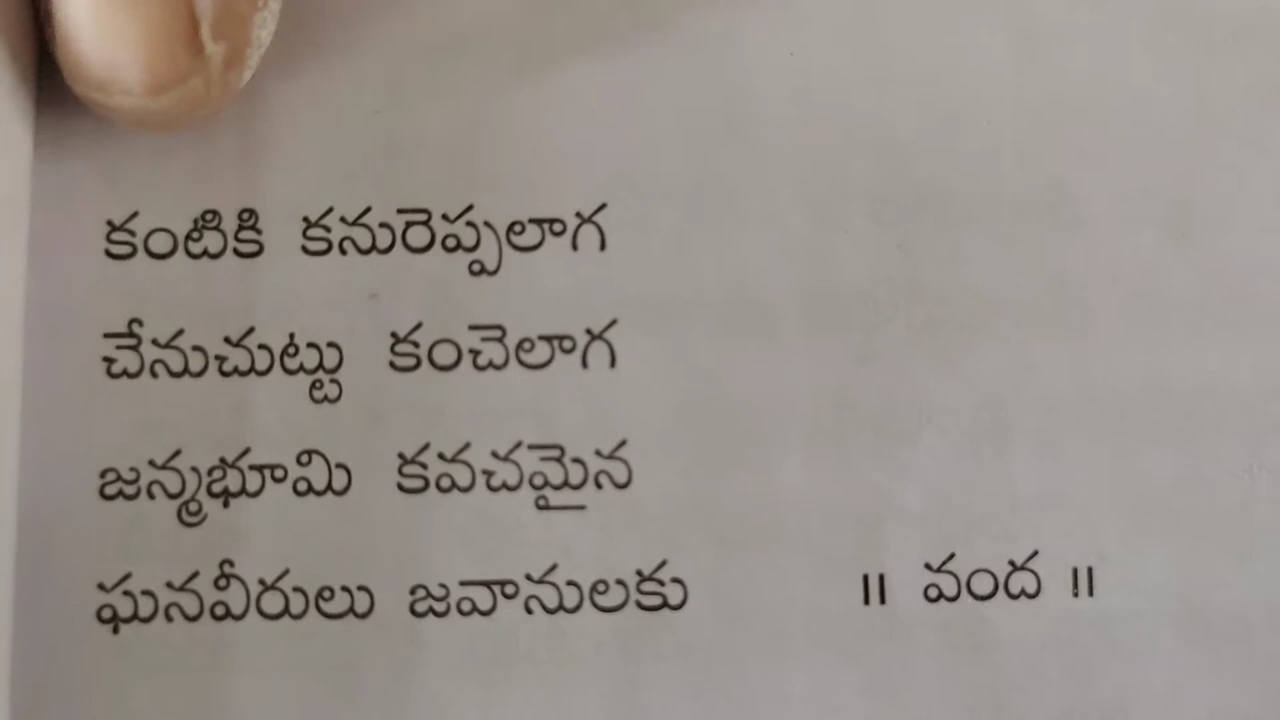 కంటికి కనురెప్పలాగ
చేనుచుట్టు కంచెలాగ
జన్మభూమి కవచమైన
ఘనవీరులు జవానులకు ॥ వంద ॥